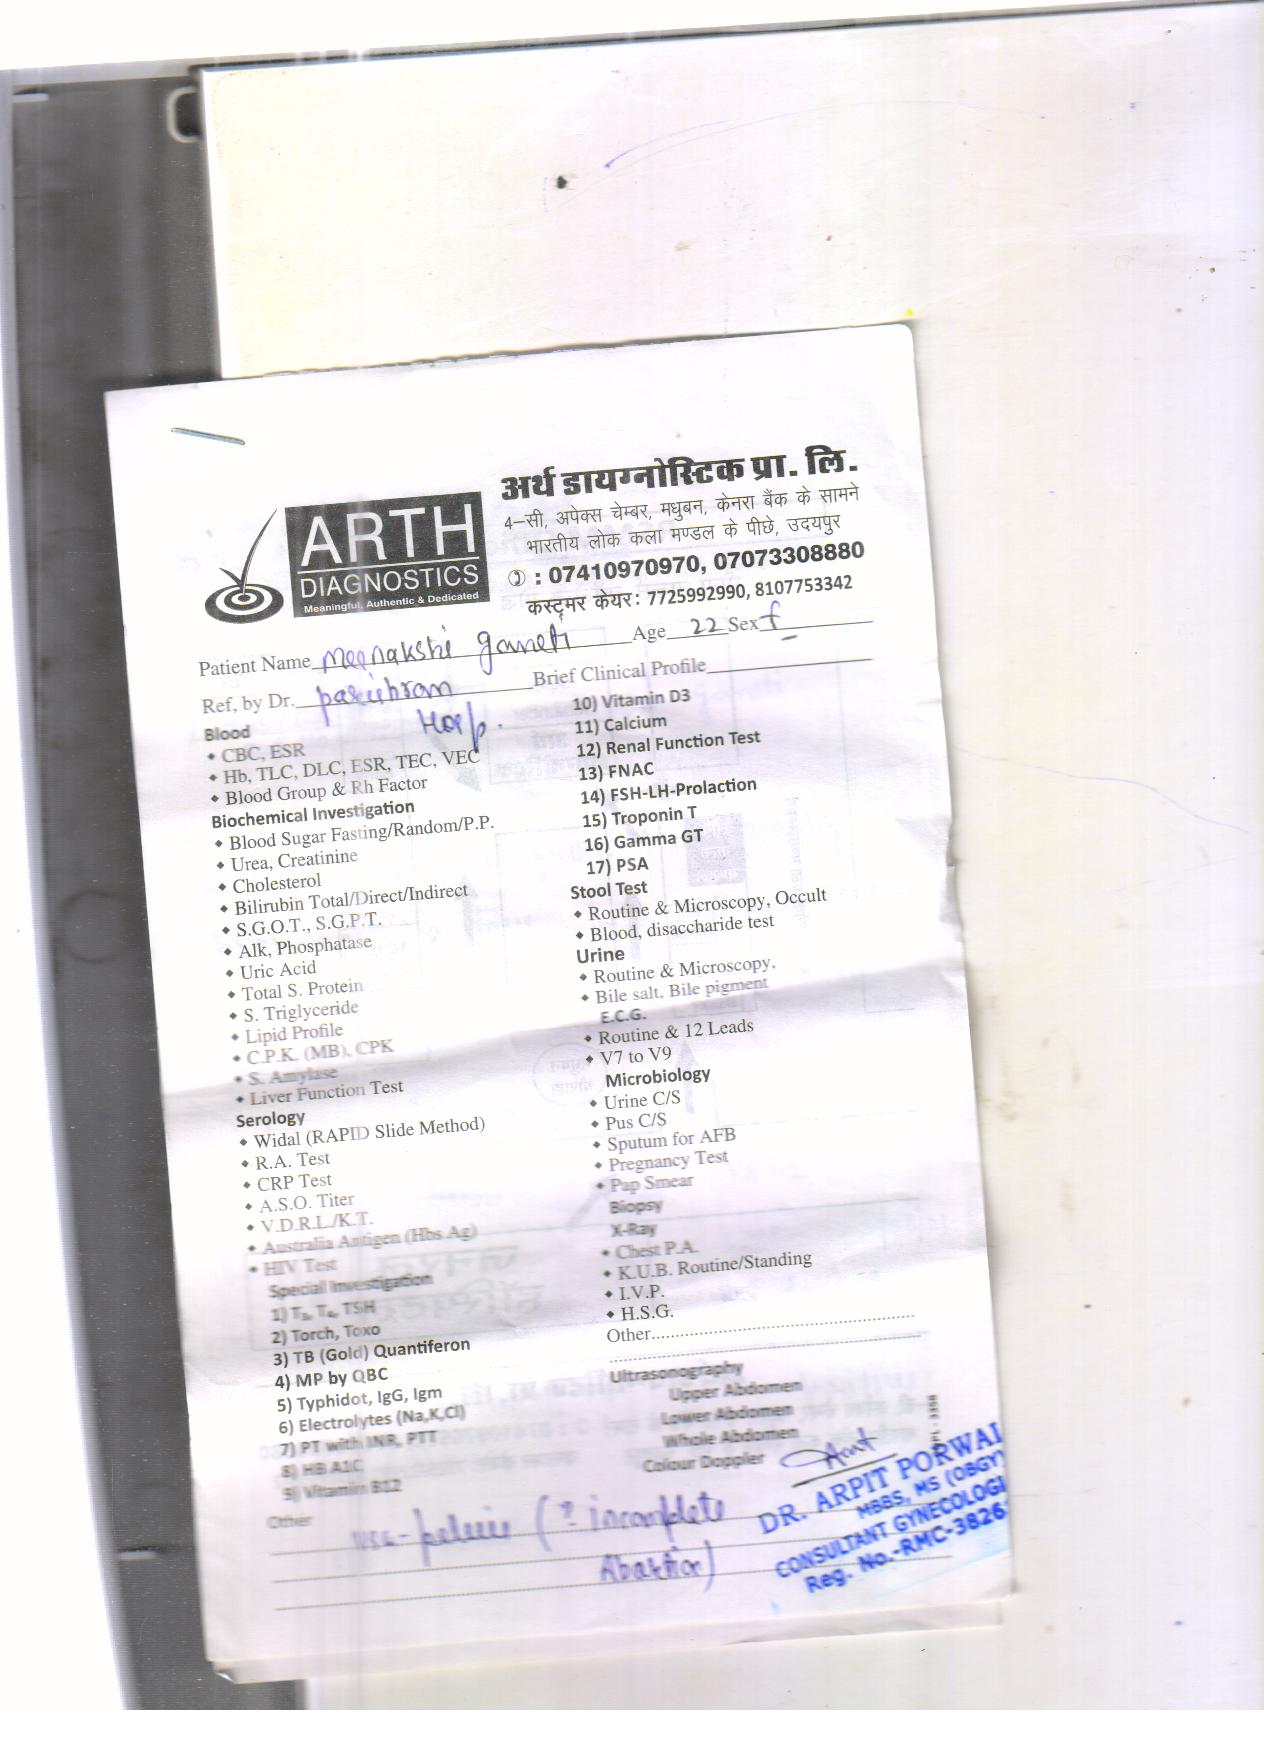 अर्थ डायग्नोस्टिक प्रा. लि.
4–सी, अपेक्स चेम्बर, मधुबन, केनरा बैंक के सामने
भारतीय लोक कला मण्डल के पीछे, उदयपुर
: 07410970970, 07073308880
कस्टमर केयर: 7725992990, 8107753342
ARTH
DIAGNOSTICS
Meaningful, Authentic & Dedicated
Patient Name Meenakshi gameti Age 22 Sex f
Ref, by Dr. Brief Clinical Profile
Hosp.
Blood
• CBC, ESR
• Hb, TLC, DLC, ESR, TEC, VEC
• Blood Group & Rh Factor
Biochemical Investigation
• Blood Sugar Fasting/Random/P.P.
• Urea, Creatinine
• Cholesterol
• Bilirubin Total/Direct/Indirect
• S.G.O.T., S.G.P.T.
• Alk, Phosphatase
• Uric Acid
• Total S. Protein
• S. Triglyceride
• Lipid Profile
• C.P.K. (MB), CPK
• S. Amylase
• Liver Function Test
Serology
• Widal (RAPID Slide Method)
• R.A. Test
• CRP Test
• A.S.O. Titer
• V.D.R.L./K.T.
• Australia Antigen (Hbs Ag)
• HIV Test
Special Investigation
1) T3, T4, TSH
2) Torch, Toxo
3) TB (Gold) Quantiferon
4) MP by QBC
5) Typhidot, IgG, Igm
6) Electrolytes (Na,K,Cl)
7) PT with INR, PTT
8) HB A1C
9) Vitamin B12
10) Vitamin D3
11) Calcium
12) Renal Function Test
13) FNAC
14) FSH-LH-Prolaction
15) Troponin T
16) Gamma GT
17) PSA
Stool Test
• Routine & Microscopy, Occult
• Blood, disaccharide test
Urine
• Routine & Microscopy,
• Bile salt, Bile pigment
E.C.G.
• Routine & 12 Leads
• V7 to V9
Microbiology
• Urine C/S
• Pus C/S
• Sputum for AFB
• Pregnancy Test
• Pap Smear
Biopsy
X-Ray
• Chest P.A.
• K.U.B. Routine/Standing
• I.V.P.
• H.S.G.
Other
Ultrasonography
Upper Abdomen
Lower Abdomen
Whole Abdomen
Colour Doppler
Other
USG-pelvis (? incomplete
Abortion)
DR. ARPIT PORWAL
MBBS, MS (OBGY
CONSULTANT GYNECOLOGI
Reg. No.-RMC-3826